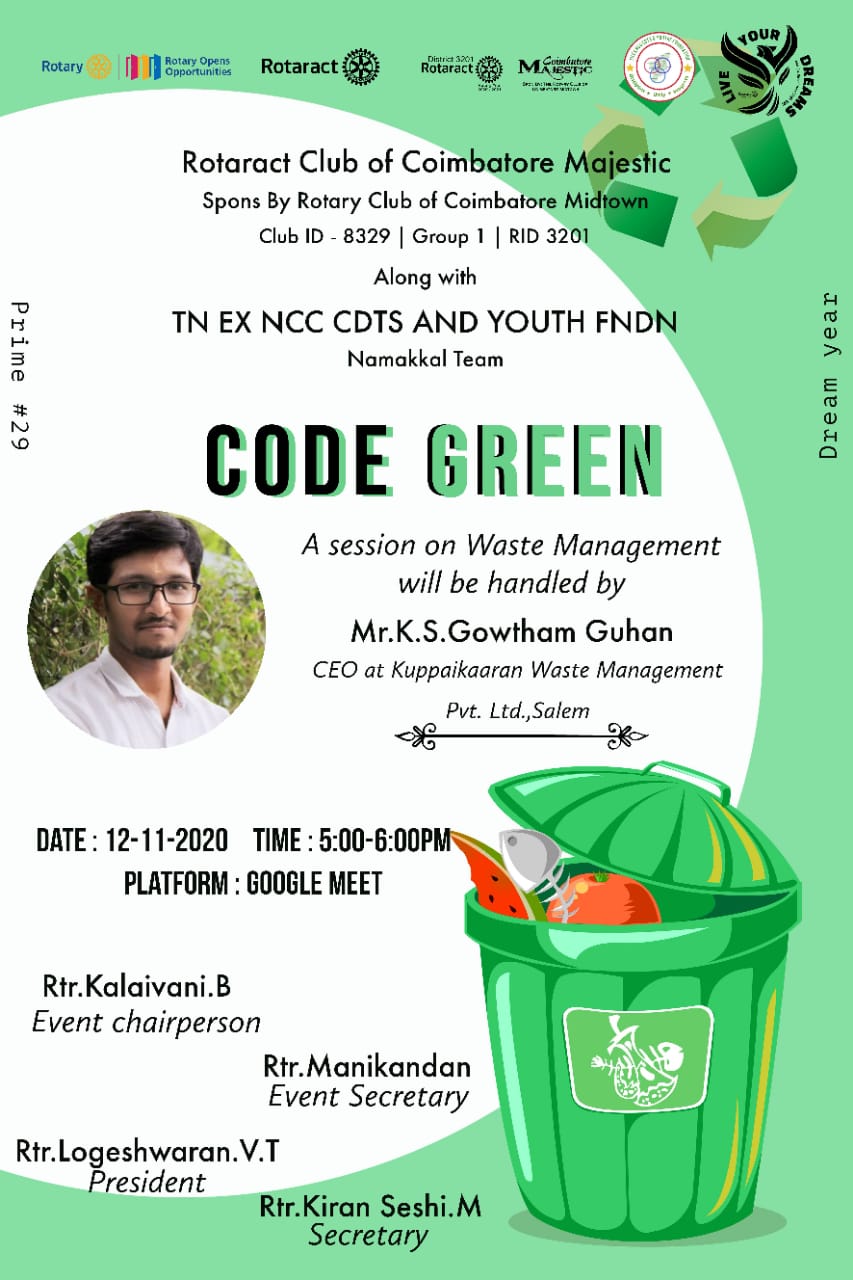 Rotary
Rotary Opens
Opportunities
Rotaract
District 3201
Rotaract
Coimbatore
Majestic
LIVE YOUR DREAMS
Rotaract Club of Coimbatore Majestic
Spons By Rotary Club of Coimbatore Midtown
Club ID - 8329 | Group 1 | RID 3201
Along with
TN EX NCC CDTS AND YOUTH FNDN
Namakkal Team
Prime #29
Dream year
CODE GREEN
A session on Waste Management
will be handled by
Mr.K.S.Gowtham Guhan
CEO at Kuppaikaaran Waste Management
Pvt. Ltd.,Salem
DATE : 12-11-2020 TIME : 5:00-6:00PM
PLATFORM : GOOGLE MEET
Rtr.Kalaivani.B
Event chairperson
Rtr.Manikandan
Event Secretary
Rtr.Logeshwaran.V.T
President
Rtr.Kiran Seshi.M
Secretary